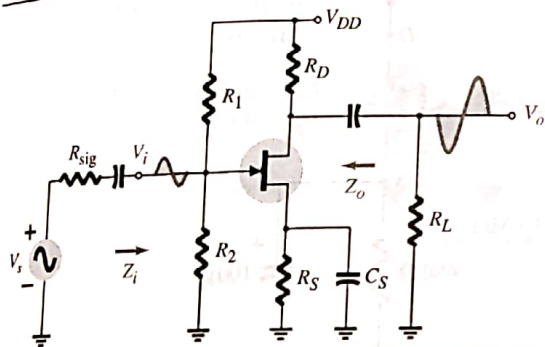 V_DD
R_D
R_1
V_o
R_sig
V_i
Z_o
R_L
+
V_s
-
Z_i
R_2
R_S
C_S